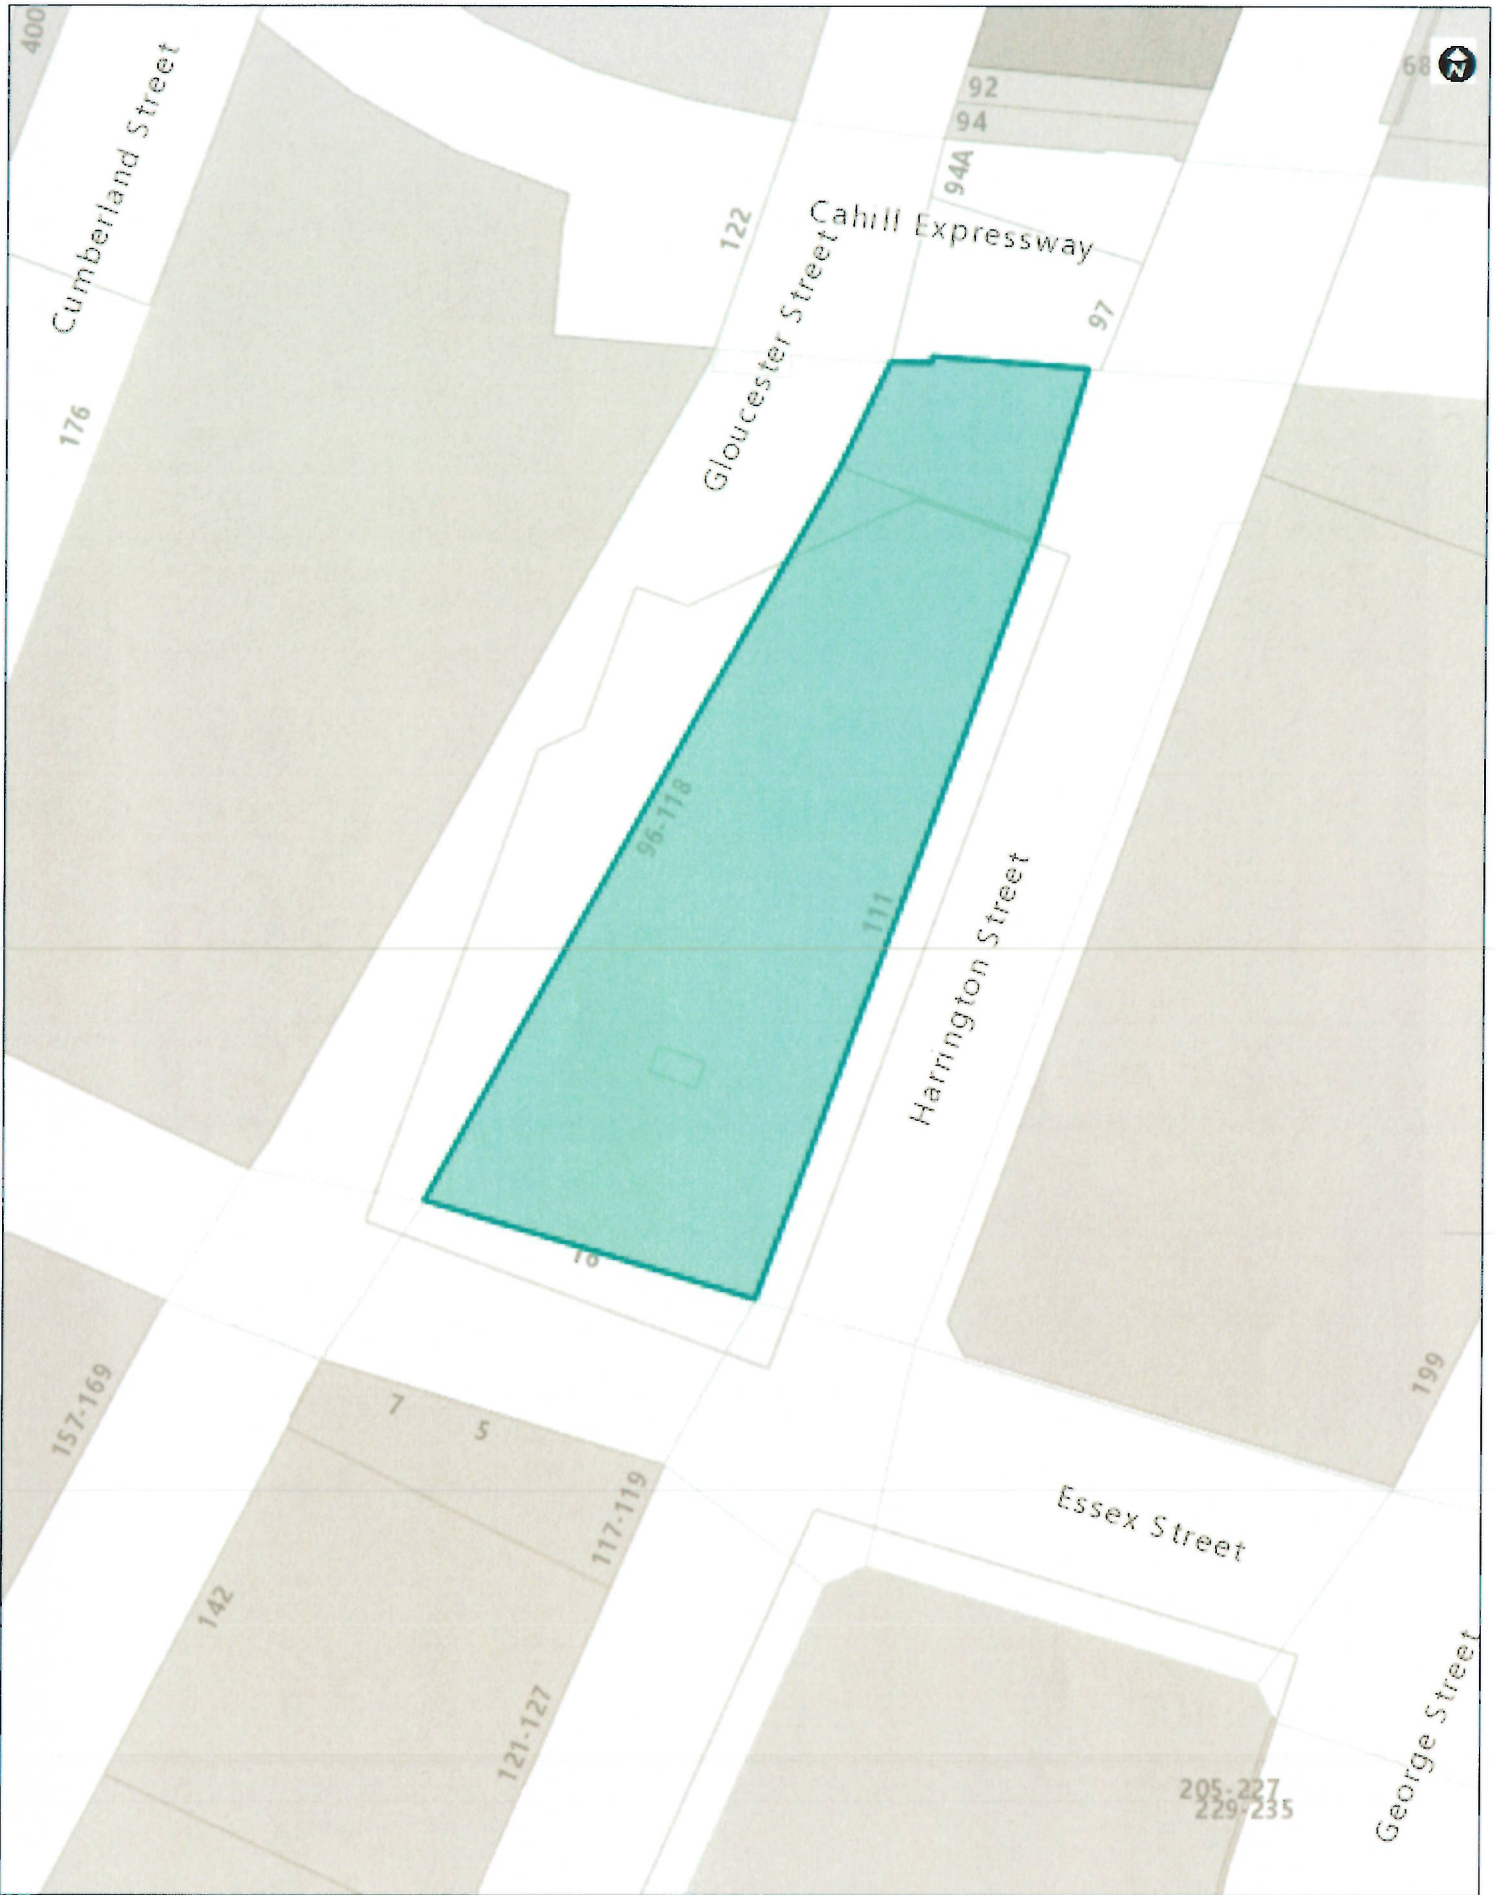 400
Cumberland Street
68
N
92
94
94A
122
Cahill Expressway
Gloucester Street
97
176
96-118
111
Harrington Street
199
157-169
7
5
117-119
Essex Street
142
121-127
205-227
229-235
George Street